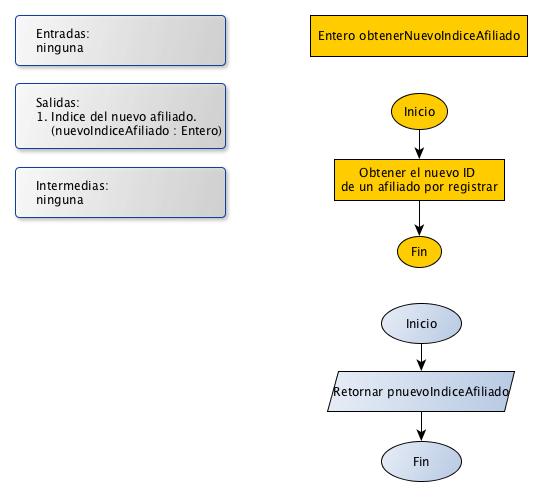 Entradas:
ninguna
Salidas:
1. Indice del nuevo afiliado.
(nuevoIndiceAfiliado : Entero)
Intermedias:
ninguna
Entero obtenerNuevoIndiceAfiliado
Inicio
Obtener el nuevo ID
de un afiliado por registrar
Fin
Inicio
Retornar pnuevoIndiceAfiliado
Fin